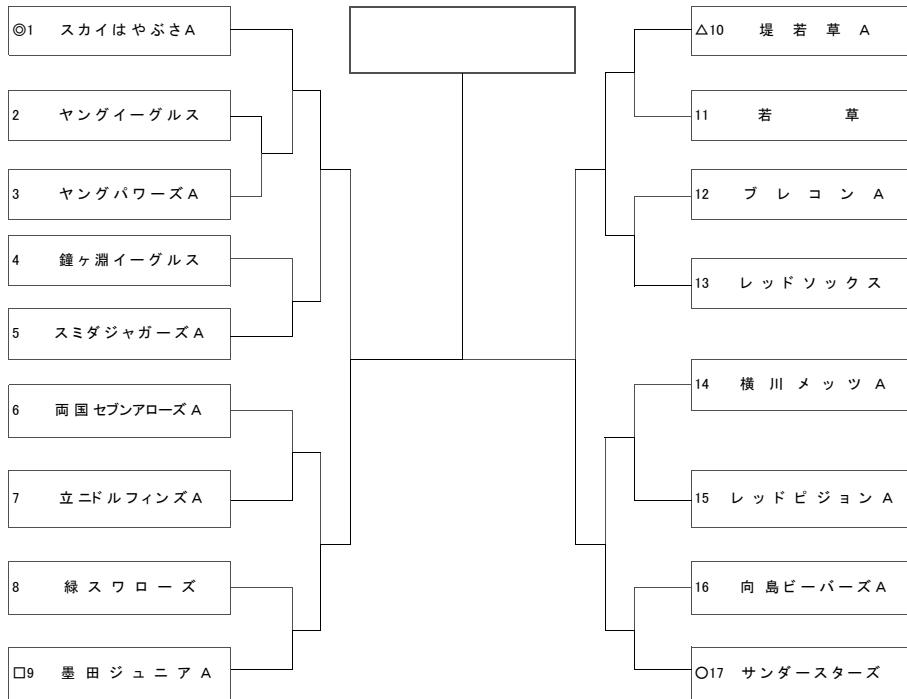 ◎1 スカイはやぶさA
2 ヤングイーグルス
3 ヤングパワーズA
4 鐘ヶ淵イーグルス
5 スミダジャガーズA
6 両国セブンアローズA
7 立ニドルフィンズA
8 緑スワローズ
□9 墨田ジュニアA
△10 堤若草A
11 若草
12 ブレコンA
13 レッドソックス
14 横川メッツA
15 レッドピジョンA
16 向島ビーバーズA
○17 サンダースターズ